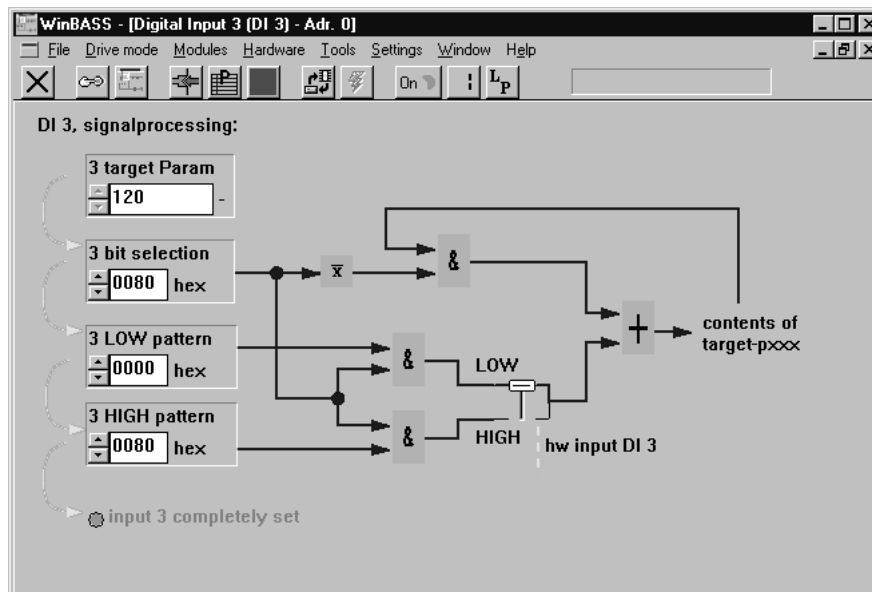 WinBASS - [Digital Input 3 (DI 3) - Adr. 0]
File Drive mode Modules Hardware Tools Settings Window Help
P On L P
DI 3, signalprocessing:
3 target Param
120 -
3 bit selection
0080 hex
x̅
&
3 LOW pattern
0000 hex
&
LOW
+
contents of
target-pxxx
3 HIGH pattern
0080 hex
&
HIGH
hw input DI 3
input 3 completely set